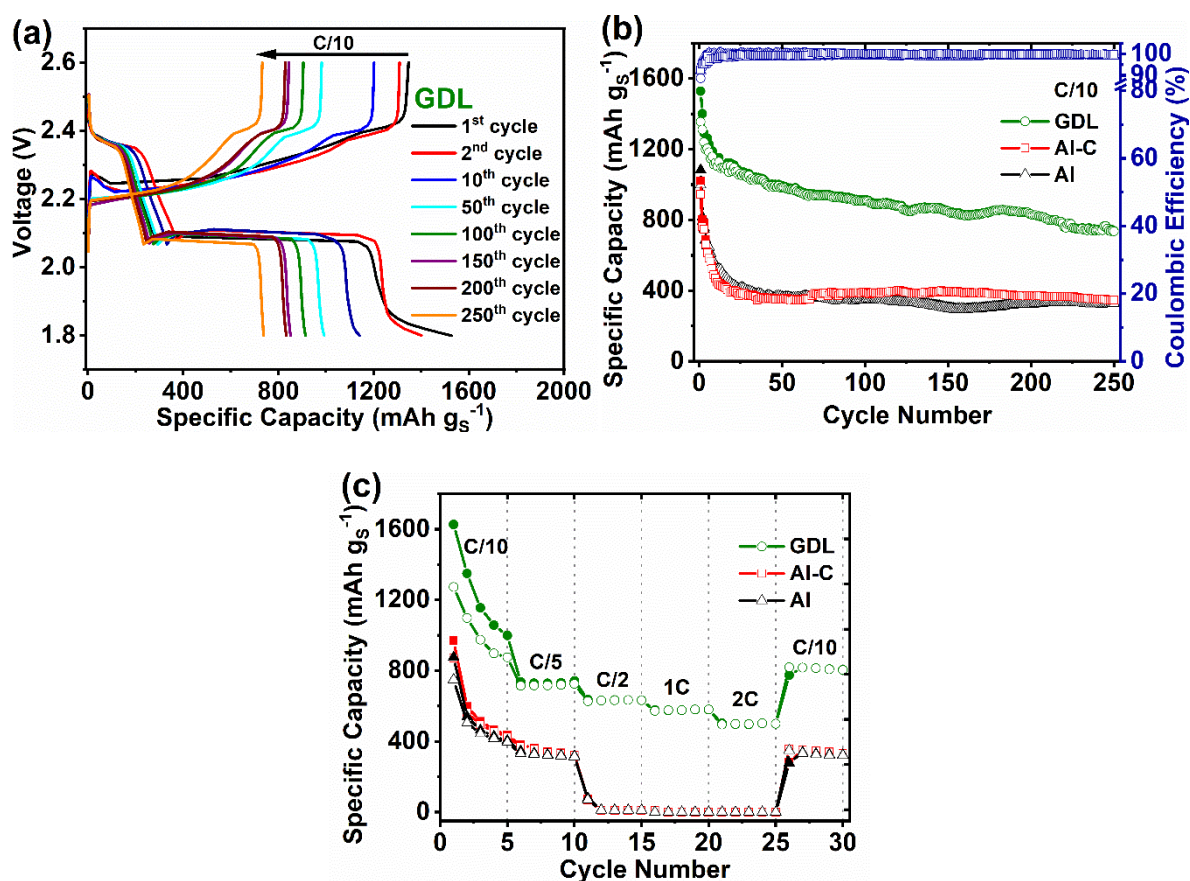 (a)
C/10
GDL
1st cycle
2nd cycle
10th cycle
50th cycle
100th cycle
150th cycle
200th cycle
250th cycle
2.6
2.4
2.2
2.0
1.8
Voltage (V)
0 400 800 1200 1600 2000
Specific Capacity (mAh gS⁻¹)
(b)
C/10
GDL
Al-C
Al
1600
1200
800
400
0
Specific Capacity (mAh gS⁻¹)
100
90
80
60
40
20
0
Coulombic Efficiency (%)
0 50 100 150 200 250
Cycle Number
(c)
C/10
C/5
C/2
1C
2C
C/10
GDL
Al-C
Al
1600
1200
800
400
0
Specific Capacity (mAh gS⁻¹)
0 5 10 15 20 25 30
Cycle Number